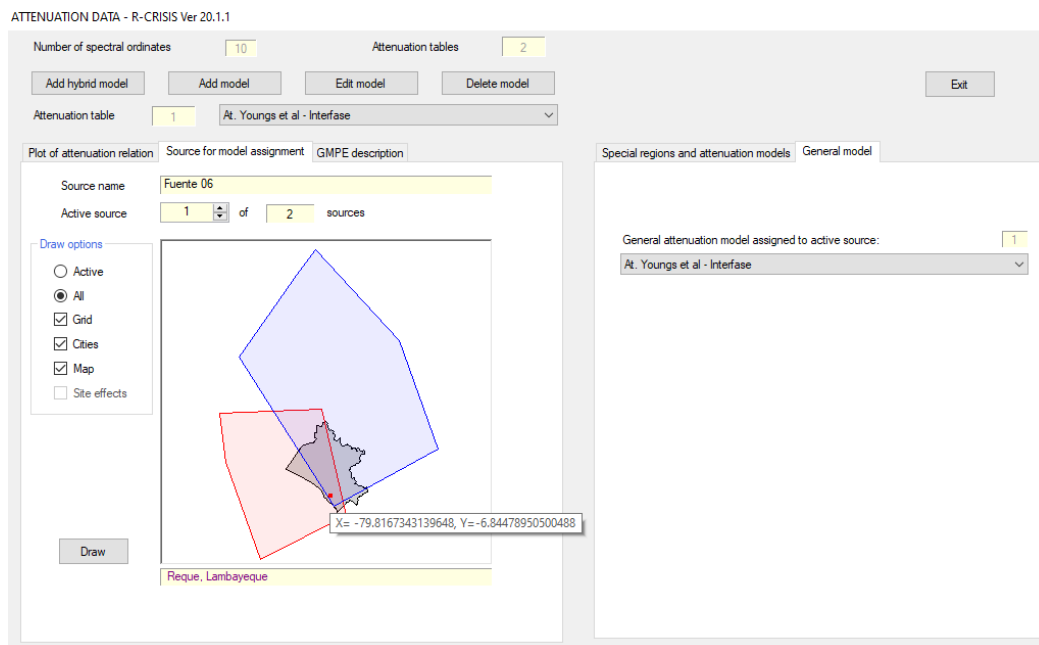 ATTENUATION DATA - R-CRISIS Ver 20.1.1
Number of spectral ordinates 10 Attenuation tables 2
Add hybrid model Add model Edit model Delete model Exit
Attenuation table 1 At. Youngs et al - Interfase
Plot of attenuation relation Source for model assignment GMPE description Special regions and attenuation models General model
Source name Fuente 06
Active source 1 of 2 sources
Draw options
Active
All
Grid
Cities
Map
Site effects
General attenuation model assigned to active source: 1
At. Youngs et al - Interfase
X= -79.8167343139648, Y=-6.84478950500488
Draw
Reque, Lambayeque